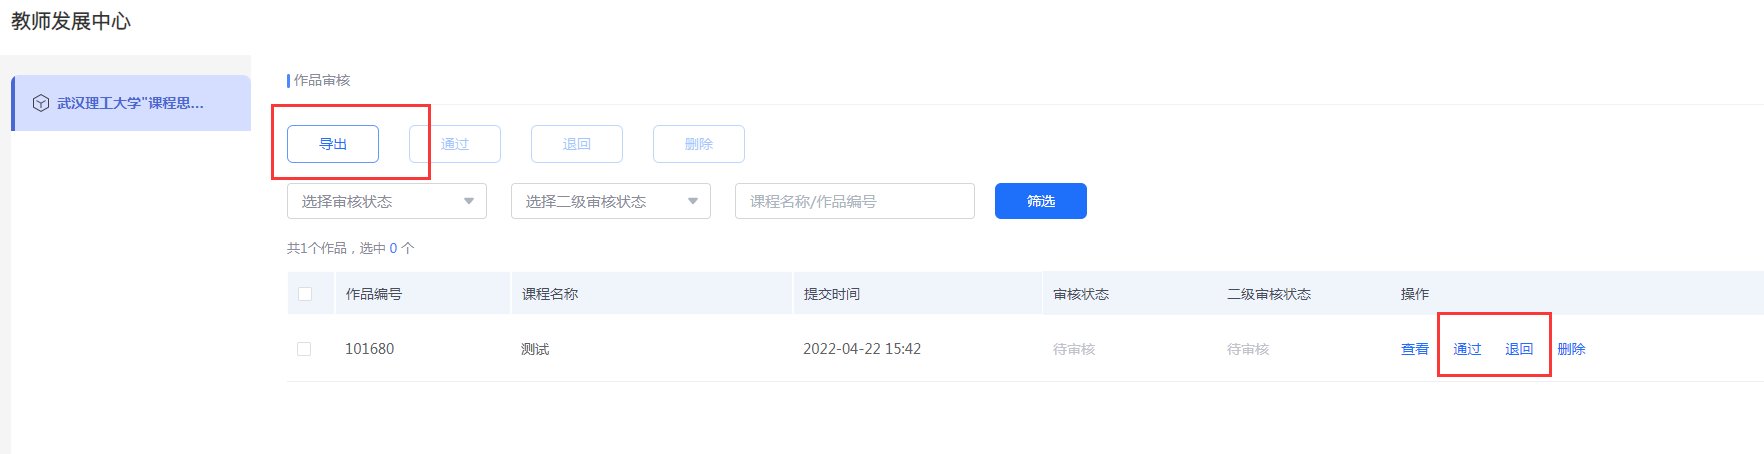 教师发展中心
武汉理工大学"课程思...
作品审核
导出 通过 退回 删除
选择审核状态 选择二级审核状态 课程名称/作品编号 筛选
共1个作品，选中 0 个
作品编号 课程名称 提交时间 审核状态 二级审核状态 操作
101680 测试 2022-04-22 15:42 待审核 待审核 查看 通过 退回 删除